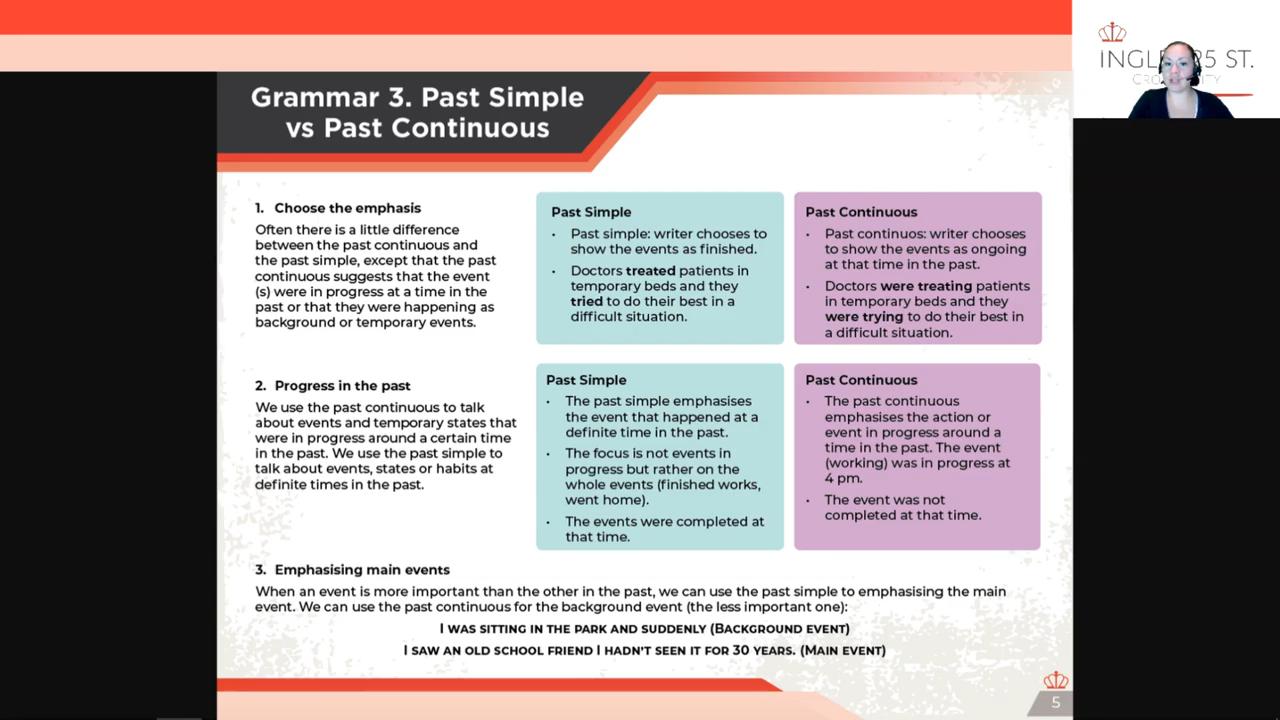 INGLE 25 ST.
CRO ITY
Grammar 3. Past Simple
vs Past Continuous
1. Choose the emphasis
Often there is a little difference
between the past continuous and
the past simple, except that the past
continuous suggests that the event
(s) were in progress at a time in the
past or that they were happening as
background or temporary events.
Past Simple
• Past simple: writer chooses to
show the events as finished.
• Doctors treated patients in
temporary beds and they
tried to do their best in a
difficult situation.
Past Continuous
• Past continuos: writer chooses
to show the events as ongoing
at that time in the past.
• Doctors were treating patients
in temporary beds and they
were trying to do their best in
a difficult situation.
2. Progress in the past
We use the past continuous to talk
about events and temporary states that
were in progress around a certain time
in the past. We use the past simple to
talk about events, states or habits at
definite times in the past.
Past Simple
• The past simple emphasises
the event that happened at a
definite time in the past.
• The focus is not events in
progress but rather on the
whole events (finished works,
went home).
• The events were completed at
that time.
Past Continuous
• The past continuous
emphasises the action or
event in progress around a
time in the past. The event
(working) was in progress at
4 pm.
• The event was not
completed at that time.
3. Emphasising main events
When an event is more important than the other in the past, we can use the past simple to emphasising the main
event. We can use the past continuous for the background event (the less important one):
I WAS SITTING IN THE PARK AND SUDDENLY (BACKGROUND EVENT)
I SAW AN OLD SCHOOL FRIEND I HADN'T SEEN IT FOR 30 YEARS. (MAIN EVENT)
5